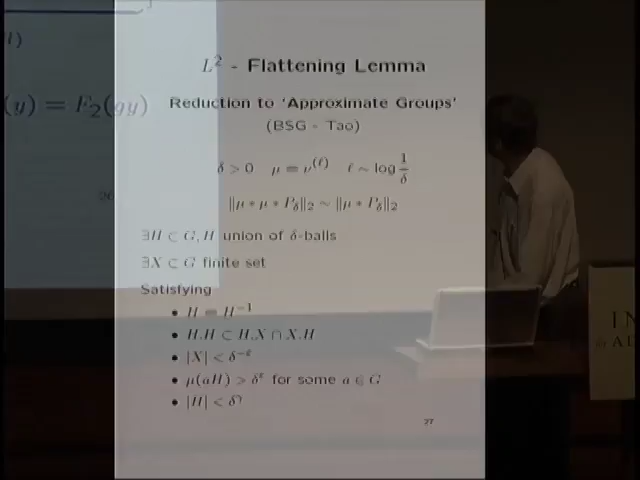 (y) = F₂(gy)
L² - Flattening Lemma
Reduction to ‘Approximate Groups’
(BSG - Tao)
δ > 0 μ = ν^(ℓ) ℓ ~ log 1/δ
‖μ * μ * P_δ‖₂ ~ ‖μ * P_δ‖₂
∃H ⊂ G, H union of δ-balls
∃X ⊂ G finite set
Satisfying
• H = H⁻¹
• H.H ⊂ H.X ∩ X.H
• |X| < δ^-ε
• μ(aH) > δ^ε for some a ∈ G
• |H| < δ^γ
27
IN